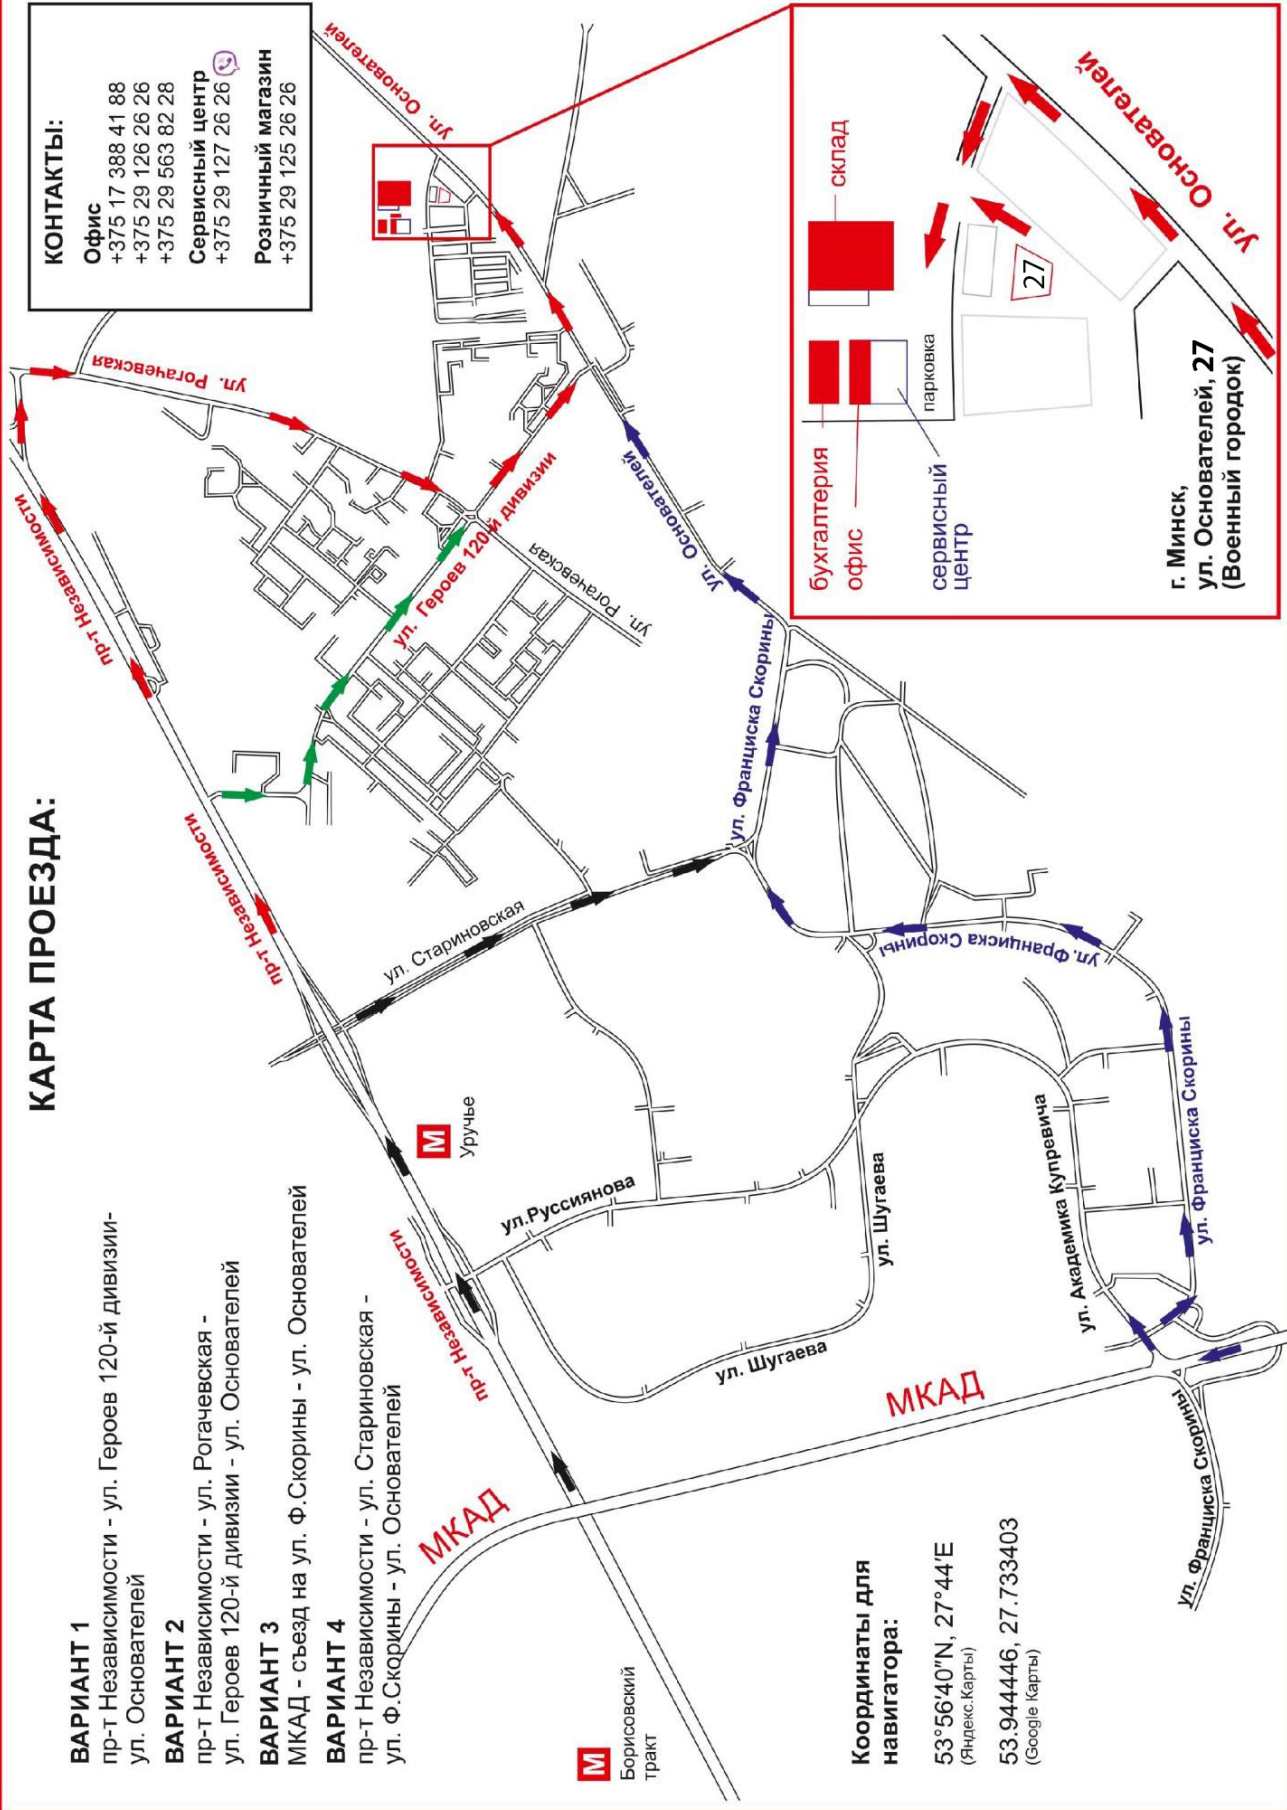 КАРТА ПРОЕЗДА:
ВАРИАНТ 1
пр-т Независимости - ул. Героев 120-й дивизии-
ул. Основателей
ВАРИАНТ 2
пр-т Независимости - ул. Рогачевская -
ул. Героев 120-й дивизии - ул. Основателей
ВАРИАНТ 3
МКАД - съезд на ул. Ф.Скорины - ул. Основателей
ВАРИАНТ 4
пр-т Независимости - ул. Стариновская -
ул. Ф.Скорины - ул. Основателей
КОНТАКТЫ:
Офис
+375 17 388 41 88
+375 29 126 26 26
+375 29 563 82 28
Сервисный центр
+375 29 127 26 26
Розничный магазин
+375 29 125 26 26
пр-т Независимости
пр-т Независимости
пр-т Независимости
пр-т Независимости
ул. Рогачевская
ул. Рогачевская
ул. Героев 120-й дивизии
ул. Основателей
ул. Основателей
ул. Стариновская
ул. Франциска Скорины
ул. Франциска Скорины
ул. Франциска Скорины
ул. Франциска Скорины
ул.Руссиянова
ул. Шугаева
ул. Шугаева
ул. Академика Купревича
МКАД
МКАД
М
Уручье
М
Борисовский
тракт
Координаты для
навигатора:
53°56'40"N, 27°44'E
(Яндекс.Карты)
53.944446, 27.733403
(Google Карты)
бухгалтерия
офис
склад
парковка
сервисный
центр
27
ул. Основателей
г. Минск,
ул. Основателей, 27
(Военный городок)